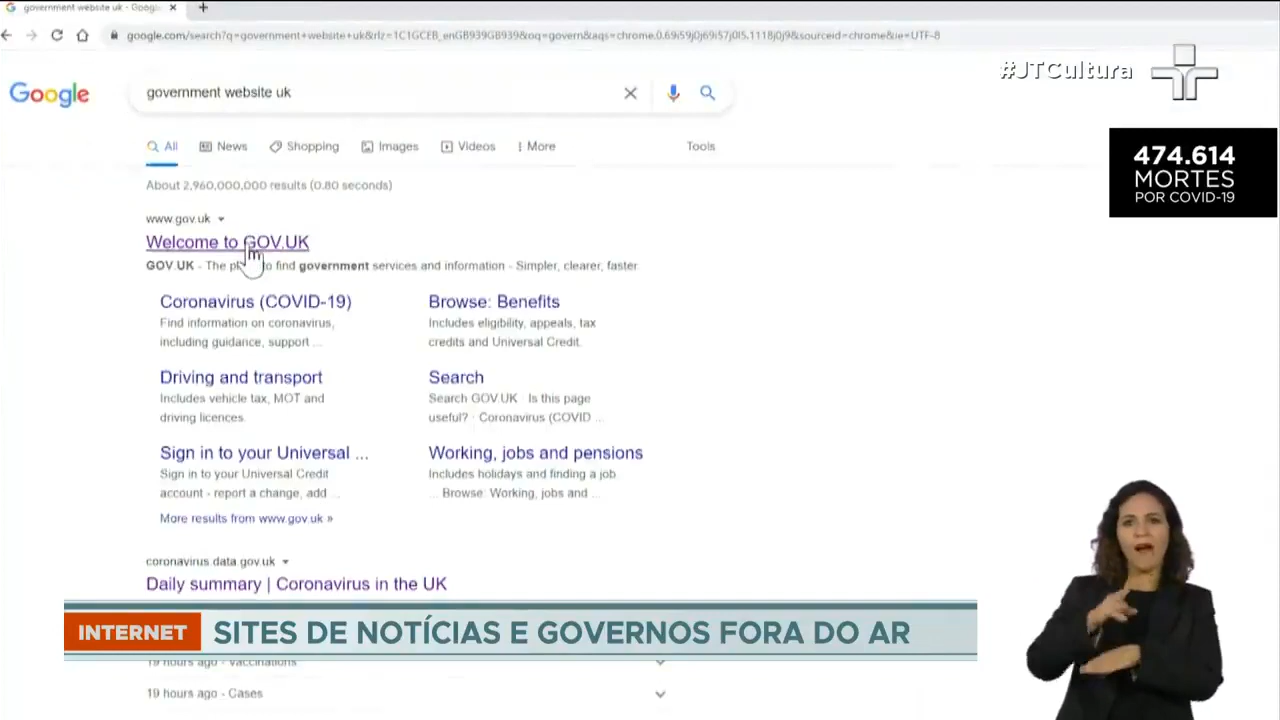 government website uk - Google
google.com/search?q=government+website+uk&rlz=1C1GCEB_enGB939GB939&oq=govern&aqs=chrome.0.69i59j0j69i57j0l5.1118j0j9&sourceid=chrome&ie=UTF-8
#JTCultura
Google
government website uk
All News Shopping Images Videos More Tools
474.614
MORTES
POR COVID-19
About 2,960,000,000 results (0.80 seconds)
www.gov.uk
Welcome to GOV.UK
GOV.UK - The to find government services and information - Simpler, clearer, faster
Coronavirus (COVID-19)
Find information on coronavirus,
including guidance, support ...
Browse: Benefits
Includes eligibility, appeals, tax
credits and Universal Credit.
Driving and transport
Includes vehicle tax, MOT and
driving licences.
Search
Search GOV.UK · Is this page
useful? · Coronavirus (COVID ...
Sign in to your Universal ...
Sign in to your Universal Credit
account - report a change, add ...
Working, jobs and pensions
Includes holidays and finding a job.
... Browse: Working, jobs and ...
More results from www.gov.uk »
coronavirus.data.gov.uk
Daily summary | Coronavirus in the UK
INTERNET SITES DE NOTÍCIAS E GOVERNOS FORA DO AR
19 hours ago - Vaccinations
19 hours ago - Cases